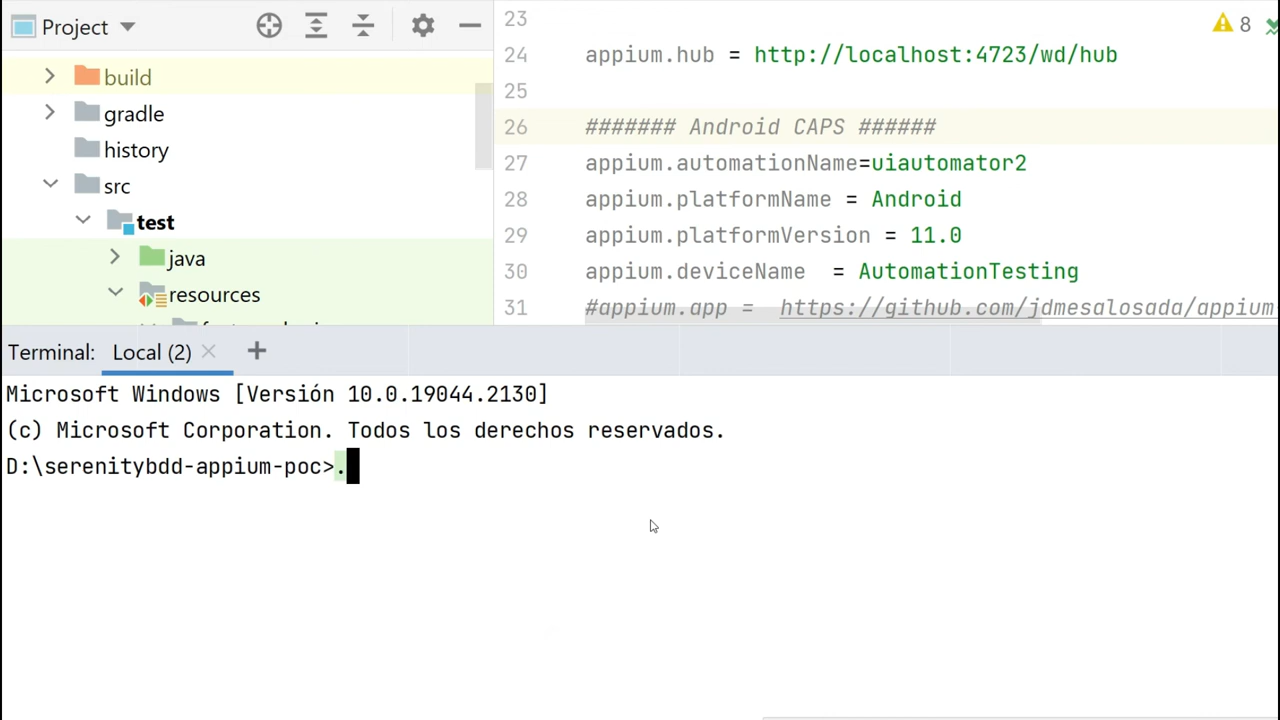 Project
build
gradle
history
src
test
java
resources
23
8
24 appium.hub = http://localhost:4723/wd/hub
25
26 ####### Android CAPS ######
27 appium.automationName=uiautomator2
28 appium.platformName = Android
29 appium.platformVersion = 11.0
30 appium.deviceName  = AutomationTesting
31 #appium.app =  https://github.com/jdmesalosada/appium
Terminal: Local (2)
Microsoft Windows [Versión 10.0.19044.2130]
(c) Microsoft Corporation. Todos los derechos reservados.
D:\serenitybdd-appium-poc>.